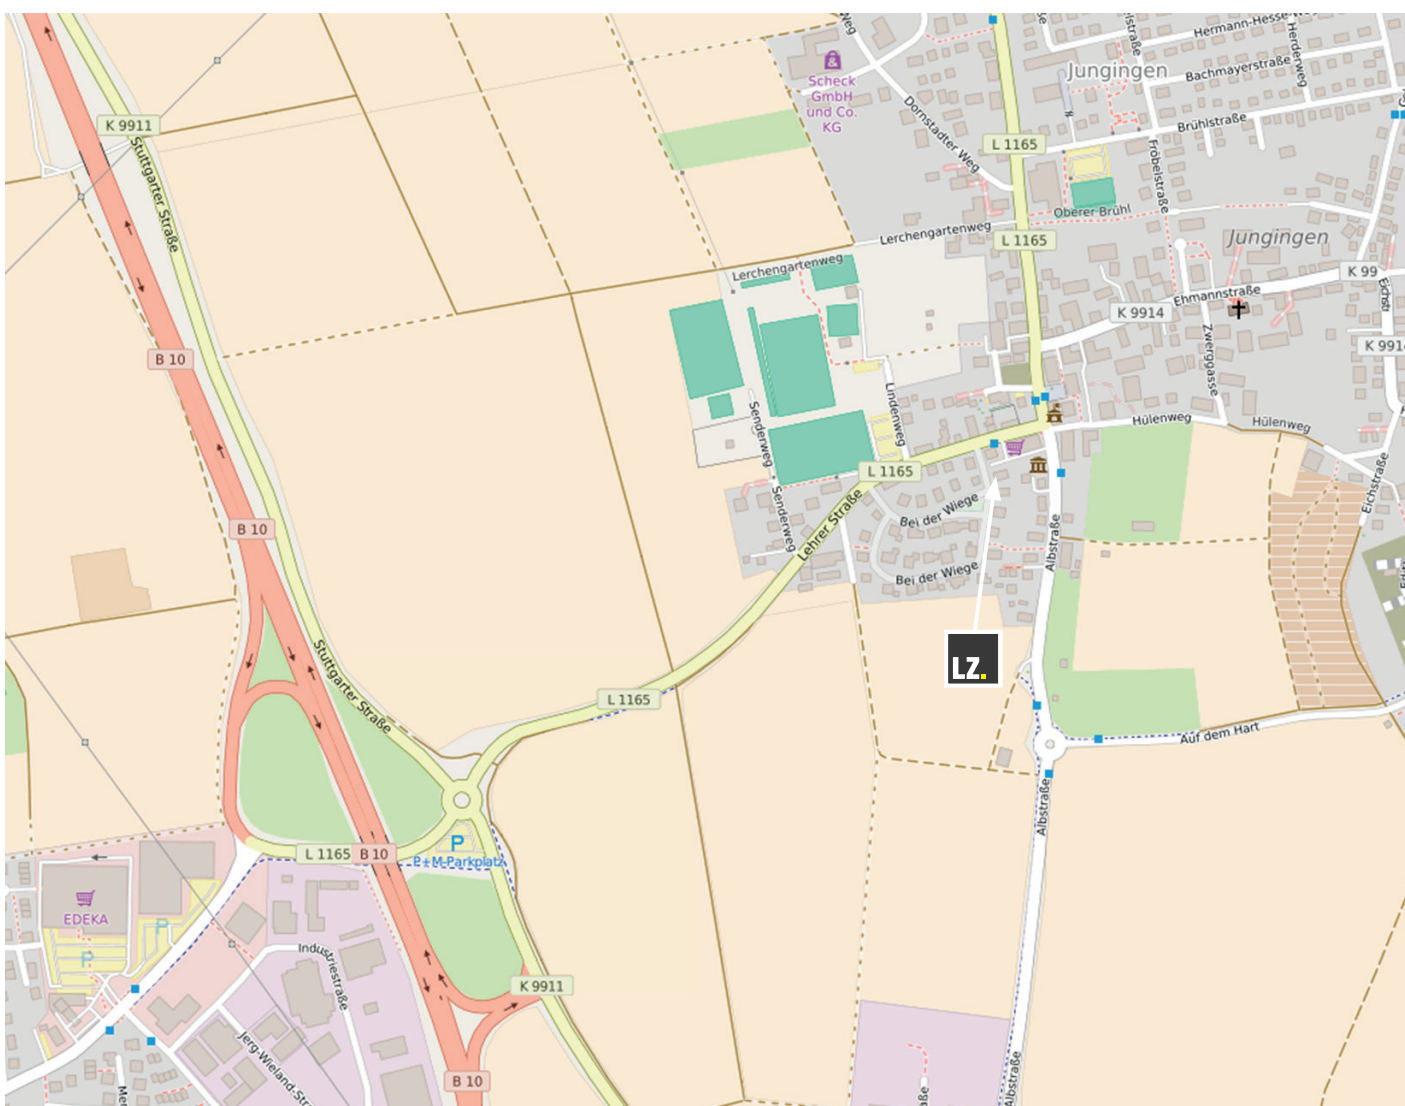 Weg
Hermann-Hesse-W
Herderweg
Jungingen
Bachmayerstraße
Scheck
GmbH
und Co.
KG
Dornstadter Weg
Brühlstraße
K 9911
L 1165
Fröbelstraße
Stuttgarter Straße
Oberer Brühl
Lerchengartenweg
L 1165
Jungingen
Lerchengartenweg
K 99
Ehmannstraße
K 9914
Zwerggasse
K 9914
B 10
Lindenweg
Senderweg
Hülenweg
Hülenweg
L 1165
Eichstraße
Senderweg
Bei der Wiege
B 10
Lehrer Straße
Albstraße
Bei der Wiege
LZ.
Stuttgarter Straße
L 1165
Auf dem Hart
Albstraße
P
L 1165
B 10
P+M-Parkplatz
EDEKA
P
P
Industriestraße
K 9911
Jerg-Wieland-Str
B 10
Albstraße